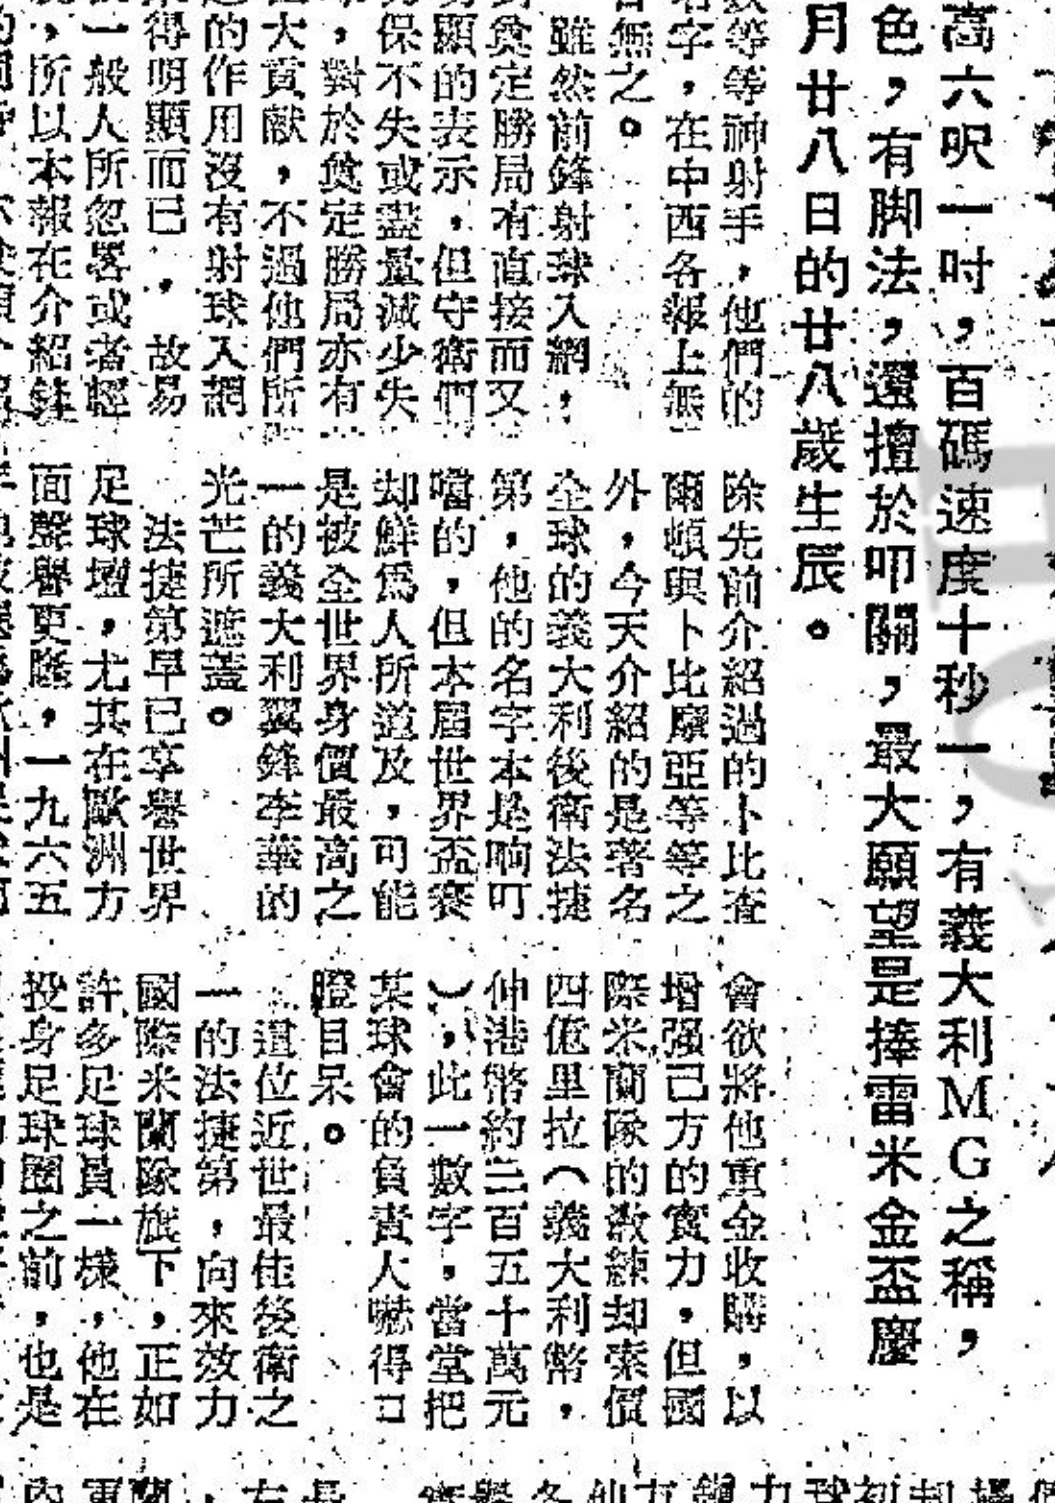 高六呎一吋，百碼速度十秒一，有義大利MG之稱，
色，有脚法，還擅於叩關，最大願望是捧雷米金盃慶
月廿八日的廿八歲生辰。
等等神射手，他們的
名字，在中西各報上無
無之。
雖然前鋒射球入網，
奠定勝局有直接而又
顯的表示，但守衛們
保不失或盡量減少失
，對於奠定勝局亦有
大貢献，不過他們所
的作用沒有射球入網
得明顯而已，故易
一般人所忽畧或者輕
，所以本報在介紹鋒
除先前介紹過的卜比查
爾頓與卜比摩亞等等之
外，今天介紹的是著名
全球的義大利後衛法捷
第，他的名字本是响叮
噹的，但本屆世界盃賽
却鮮爲人所道及，可能
是被全世界身價最高之
一的義大利翼鋒李華的
光芒所遮蓋。
法捷第早已享譽世界
足球壇，尤其在歐洲方
面聲譽更隆，一九六五
會欲將他重金收購，以
增强己方的實力，但國
際米蘭隊的教練却索價
四億里拉（義大利幣，
伸港幣約三百五十萬元
），此一數字，當堂把
某球會的負責人嚇得口
瞪目呆。
這位近世最佳後衛之
一的法捷第，向來效力
國際米蘭隊旗下，正如
許多足球員一樣，他在
投身足球圈之前，也是